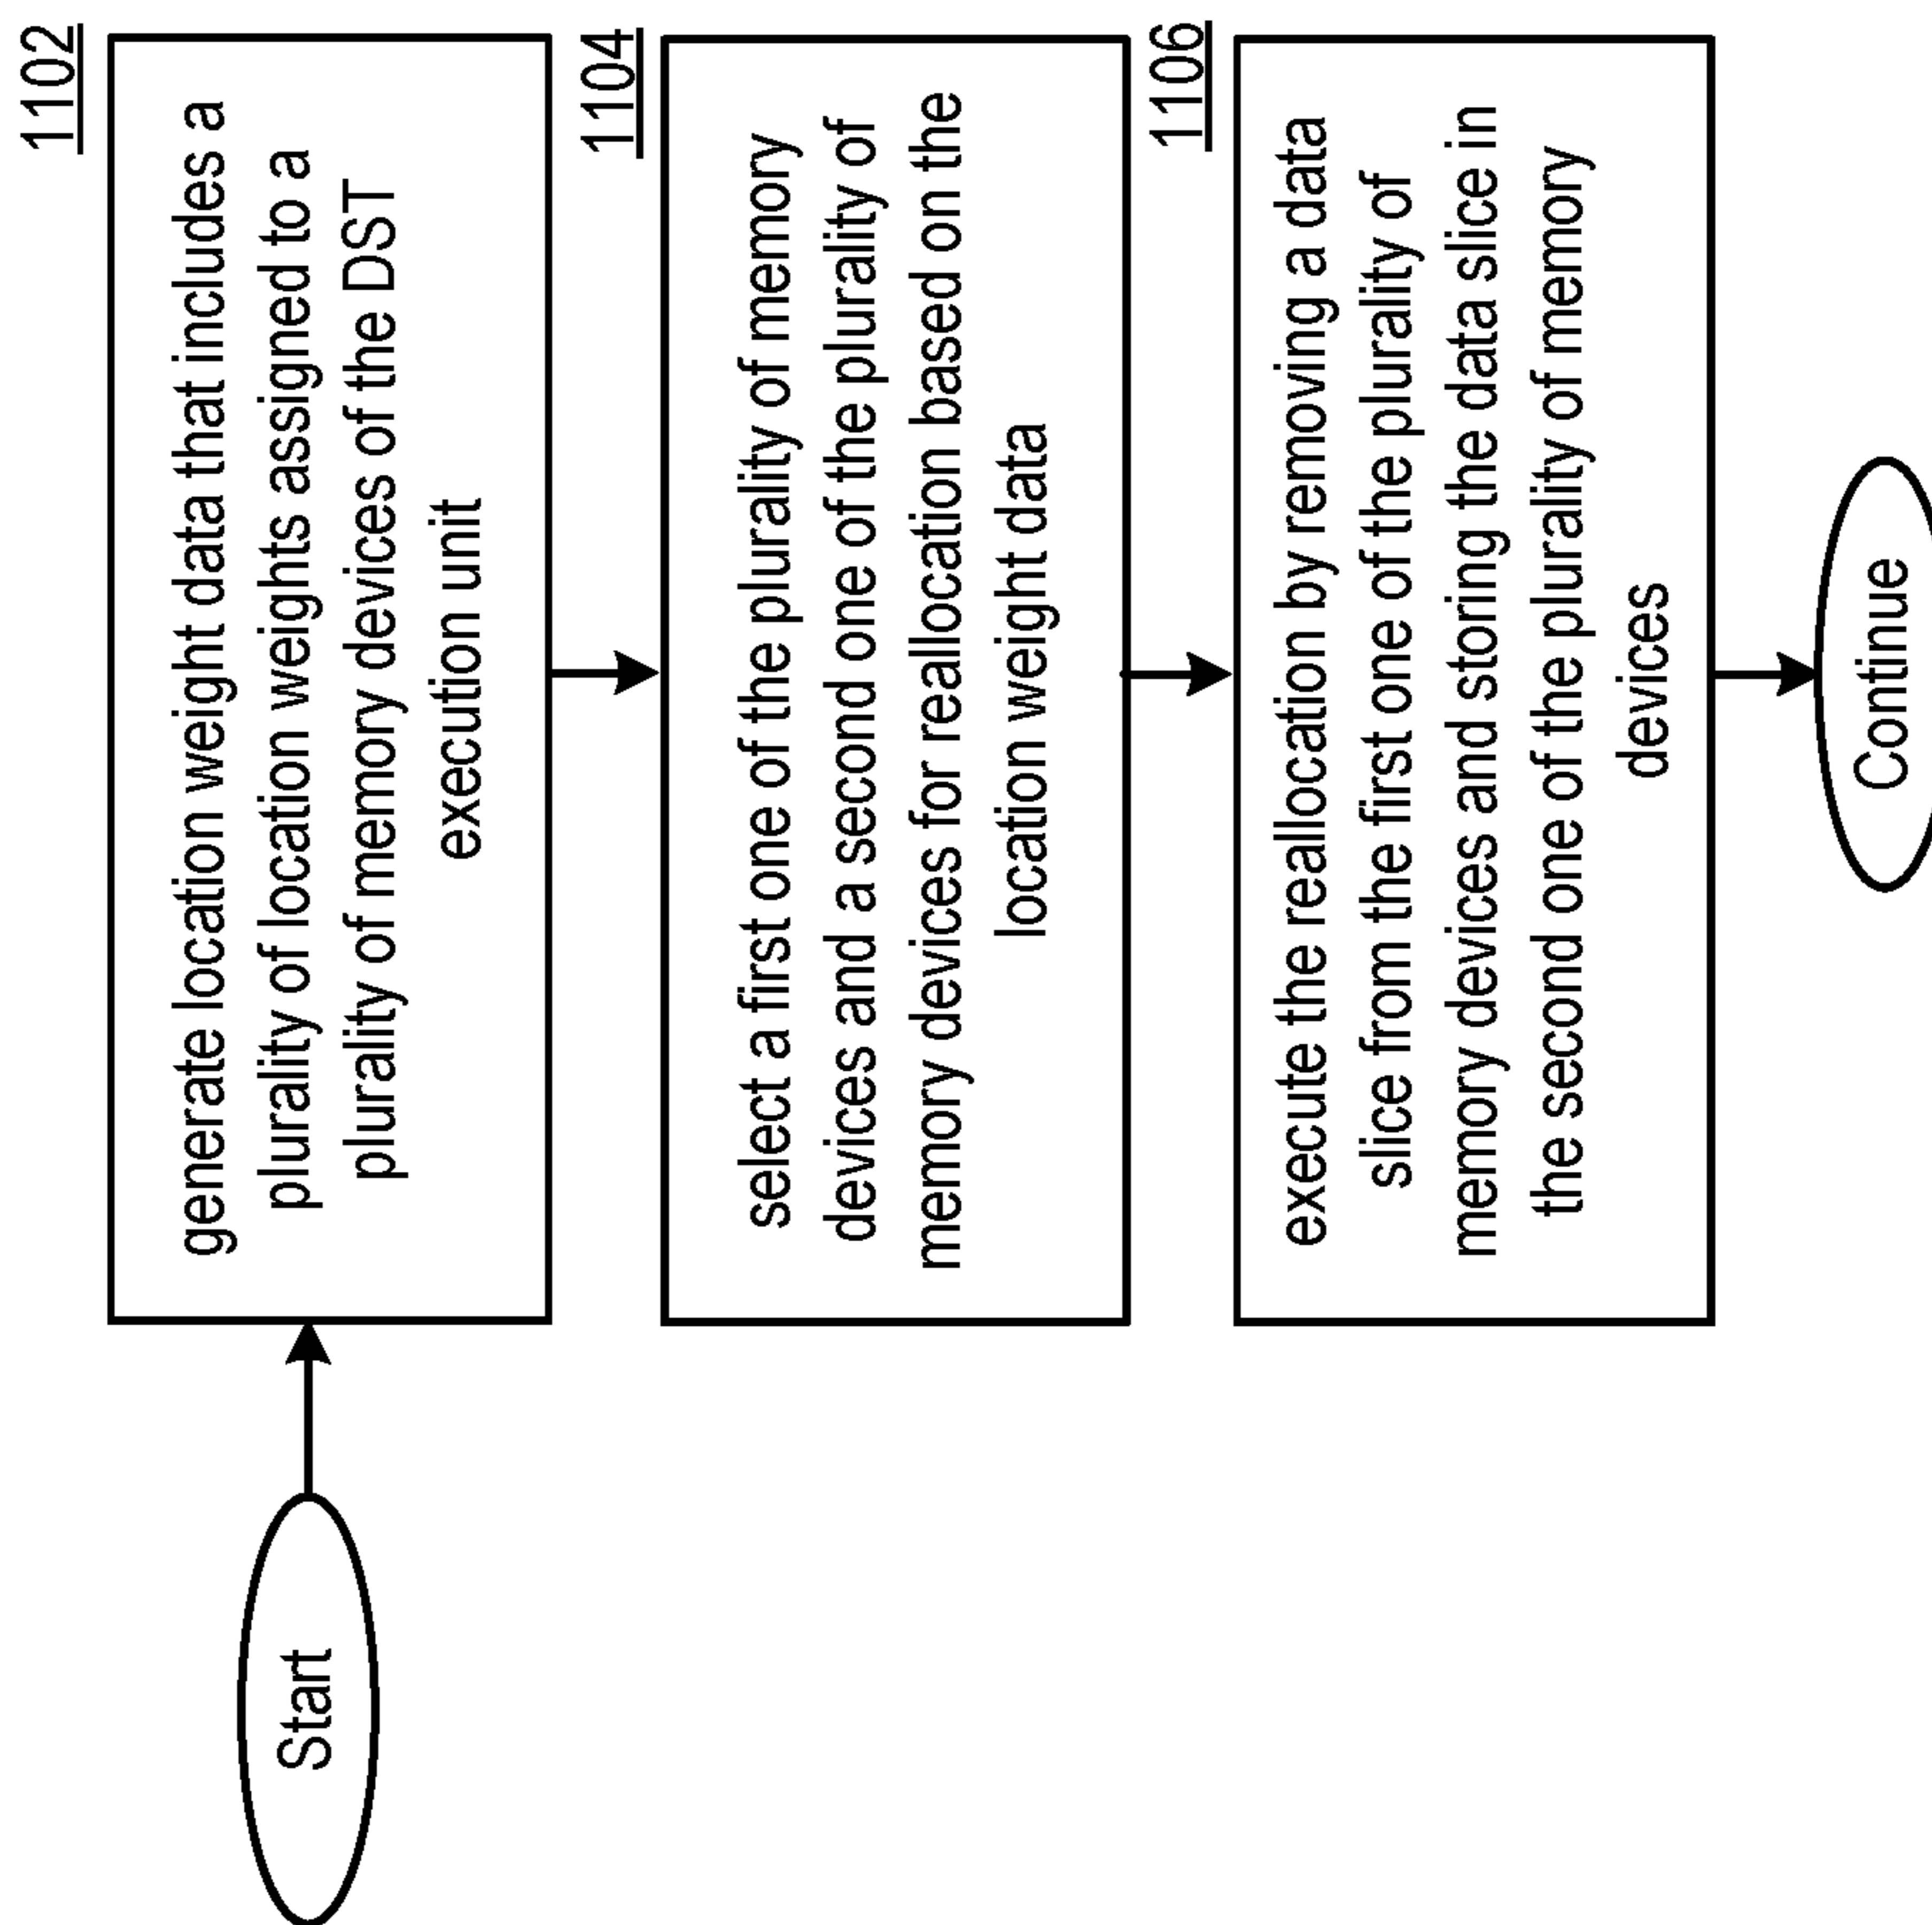 Start
1102
generate location weight data that includes a
plurality of location weights assigned to a
plurality of memory devices of the DST
execution unit
1104
select a first one of the plurality of memory
devices and a second one of the plurality of
memory devices for reallocation based on the
location weight data
1106
execute the reallocation by removing a data
slice from the first one of the plurality of
memory devices and storing the data slice in
the second one of the plurality of memory
devices
Continue